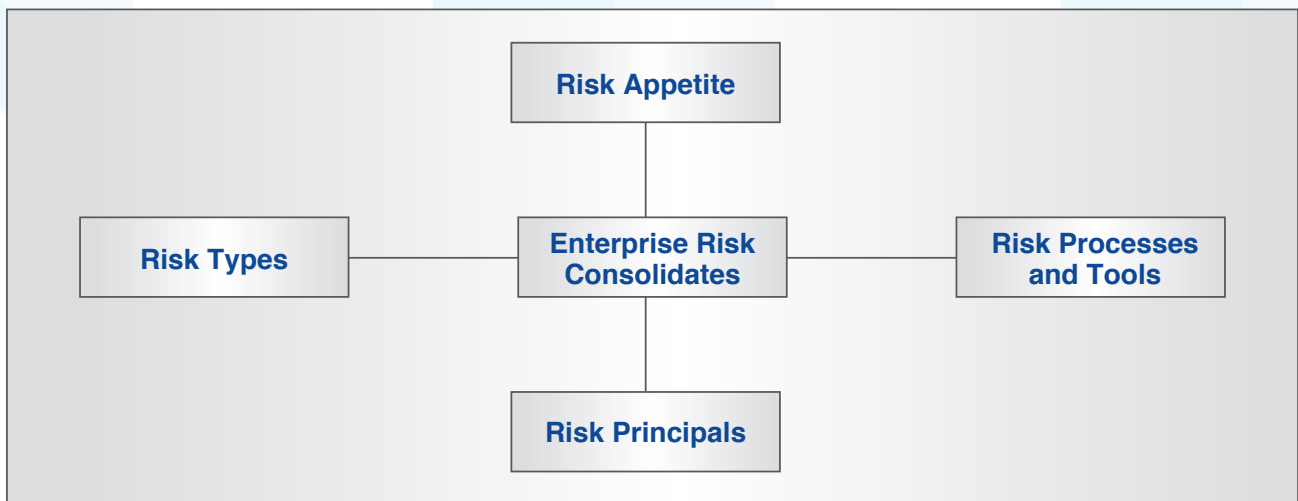 Risk Appetite
Risk Types
Enterprise Risk
Consolidates
Risk Processes
and Tools
Risk Principals